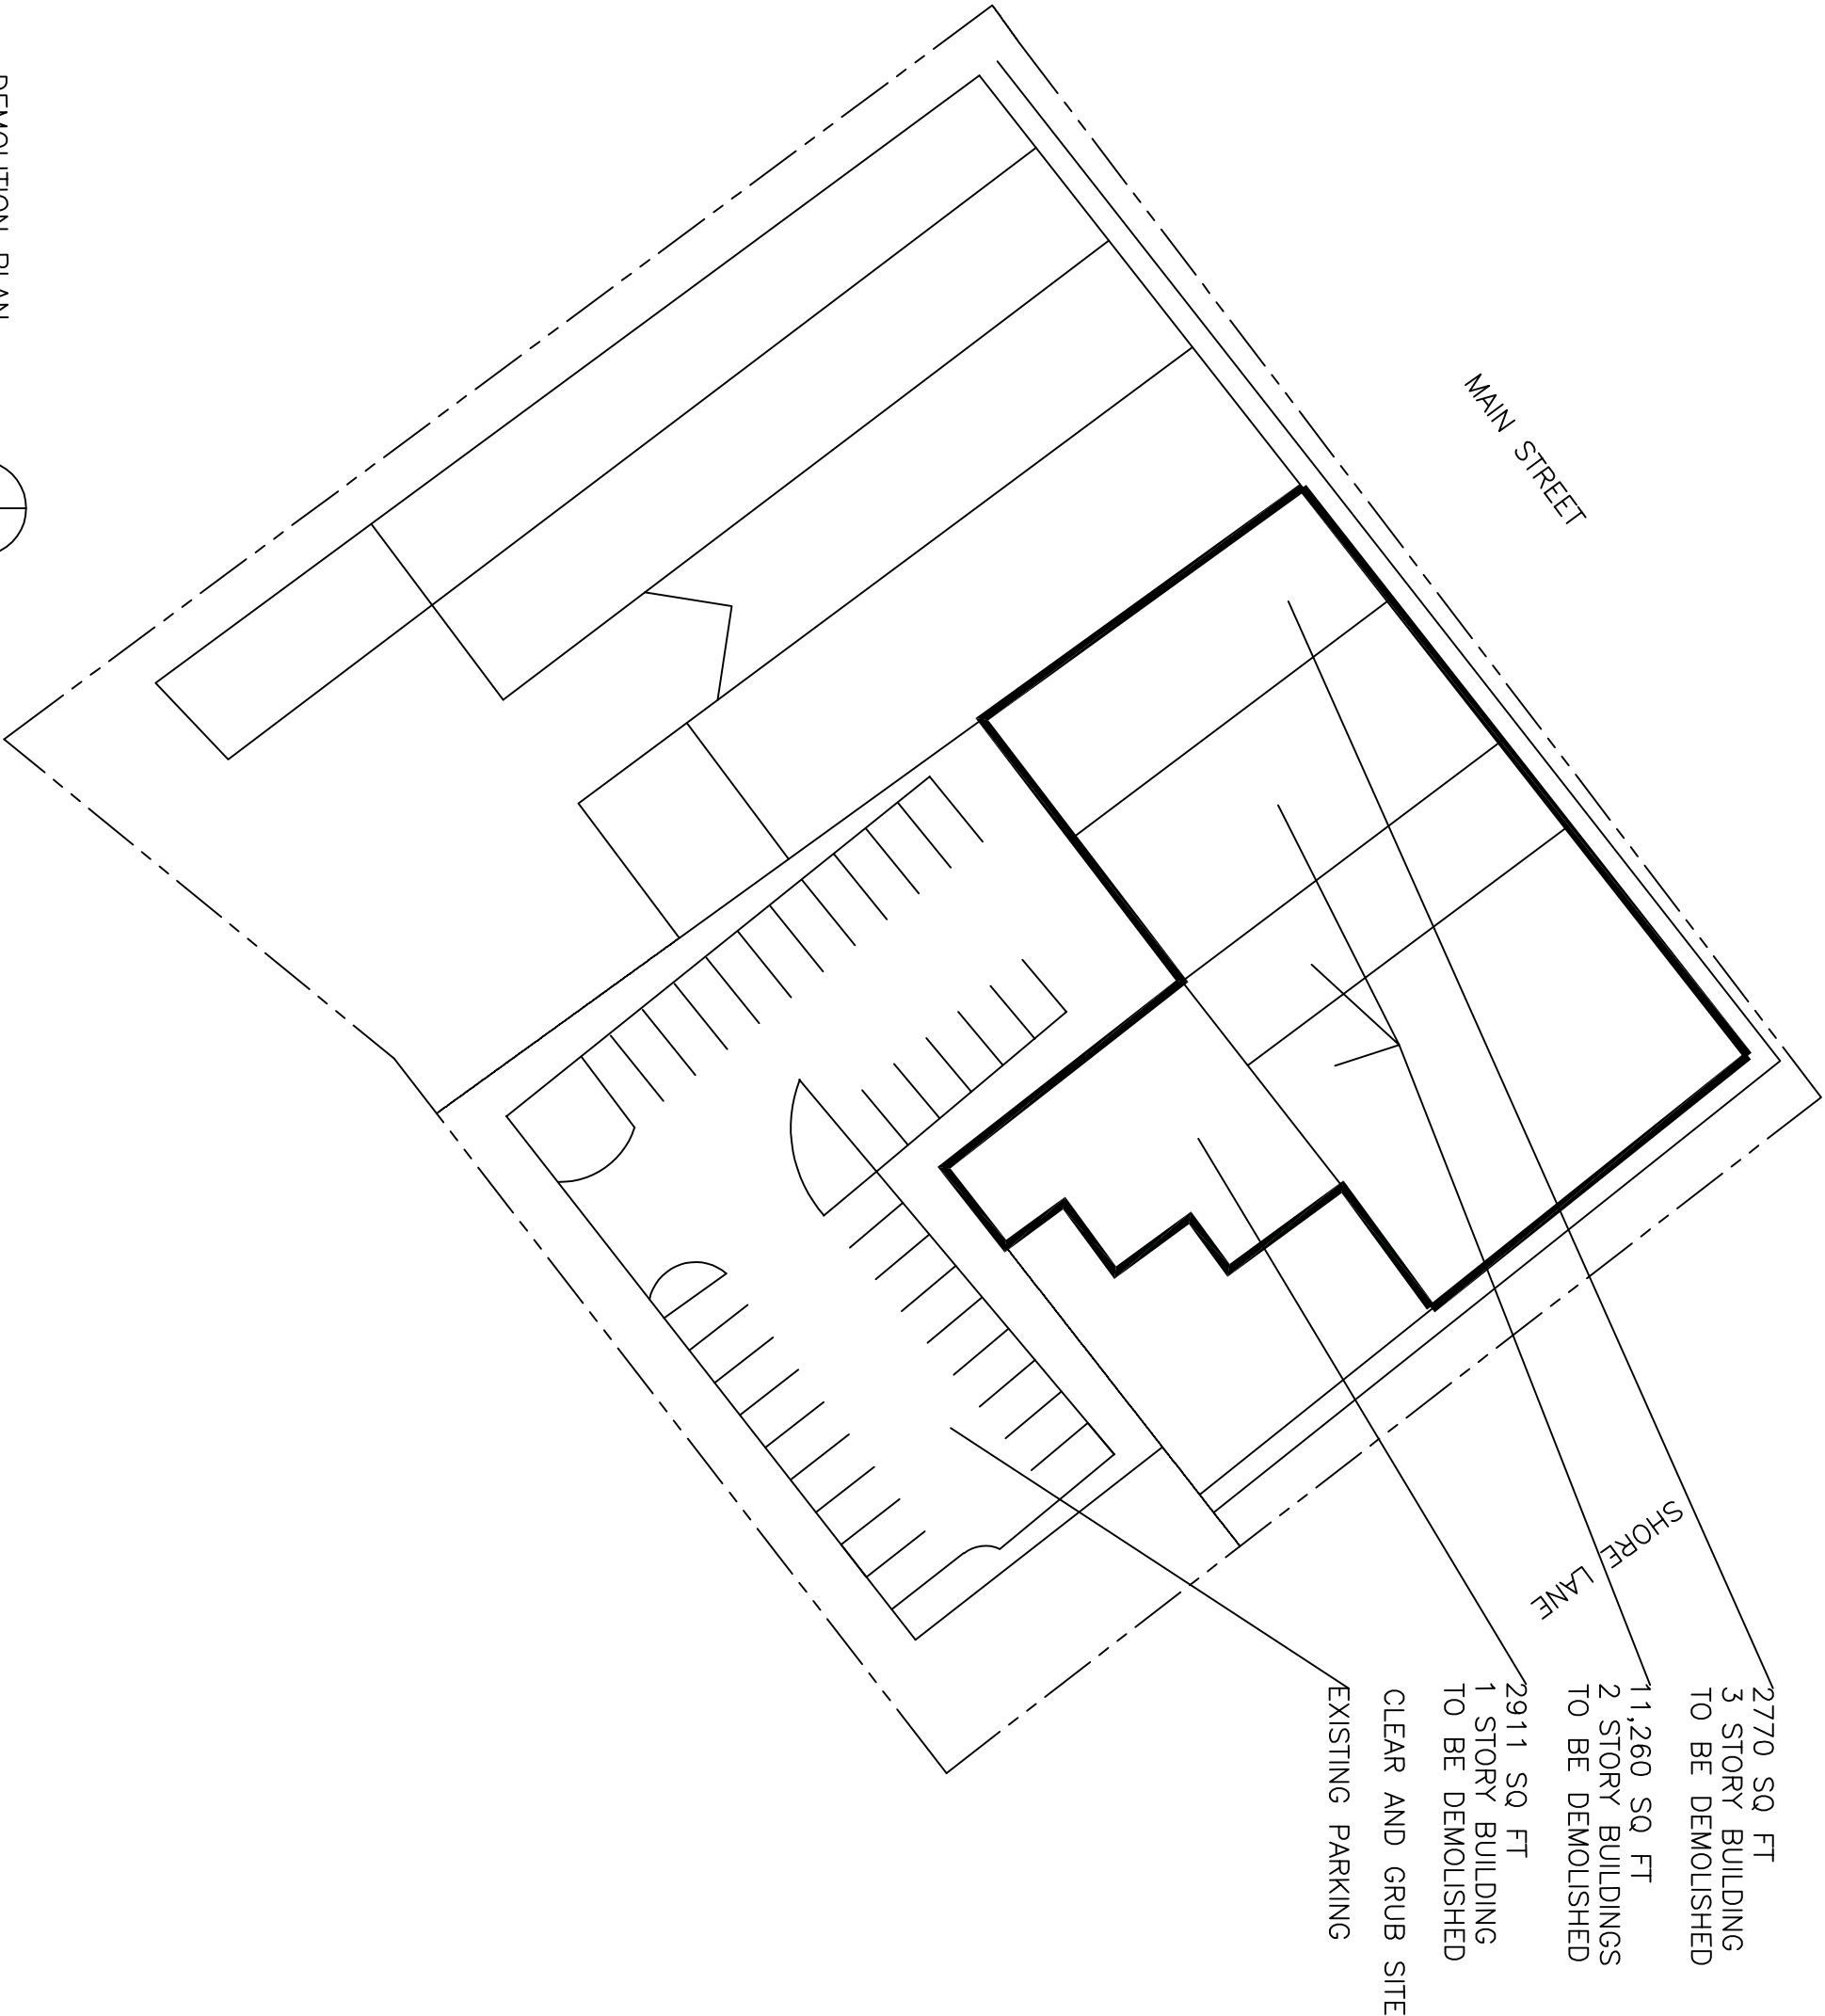 DEMOLITION PLAN
MAIN STREET
SHORE LANE
2770 SQ FT
3 STORY BUILDING
TO BE DEMOLISHED
11,260 SQ FT
2 STORY BUILDINGS
TO BE DEMOLISHED
2911 SQ FT
1 STORY BUILDING
TO BE DEMOLISHED
CLEAR AND GRUB SITE
EXISTING PARKING